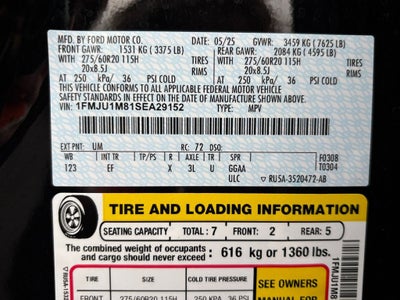 MFD. BY FORD MOTOR CO. 05/25 GVWR: 3459 KG (7625 LB)
FRONT GAWR: 1531 KG (3375 LB) REAR GAWR: 2084 KG (4595 LB)
WITH 275/60R20 115H TIRES WITH 275/60R20 115H TIRES
20x8.5J 20x8.5J
AT 250 kPa/ 36 PSI COLD AT 250 kPa/ 36 PSI COLD
THIS VEHICLE CONFORMS TO ALL APPLICABLE FEDERAL MOTOR VEHICLE
SAFETY STANDARDS IN EFFECT ON THE DATE OF MANUFACTURE SHOWN ABOVE.
VIN: 1FMJU1M81SEA29152 TYPE: MPV
EXT PNT: UM RC: 72 DSO:
WB INT TR TP/PS R AXLE TR SPR F0308
123 EF X 3L U GGAA T0304
ULC ▽ RU5A-3520472-AB
TIRE AND LOADING INFORMATION
SEATING CAPACITY TOTAL: 7 FRONT: 2 REAR: 5
The combined weight of occupants
and cargo should never exceed: 616 kg or 1360 lbs.
TIRE SIZE COLD TIRE PRESSURE SEE OWNERS
FRONT 275/60R20 115H 250 KPA, 36 PSI MANUAL FOR
▽ RU5A-1532
1FMJU1M8